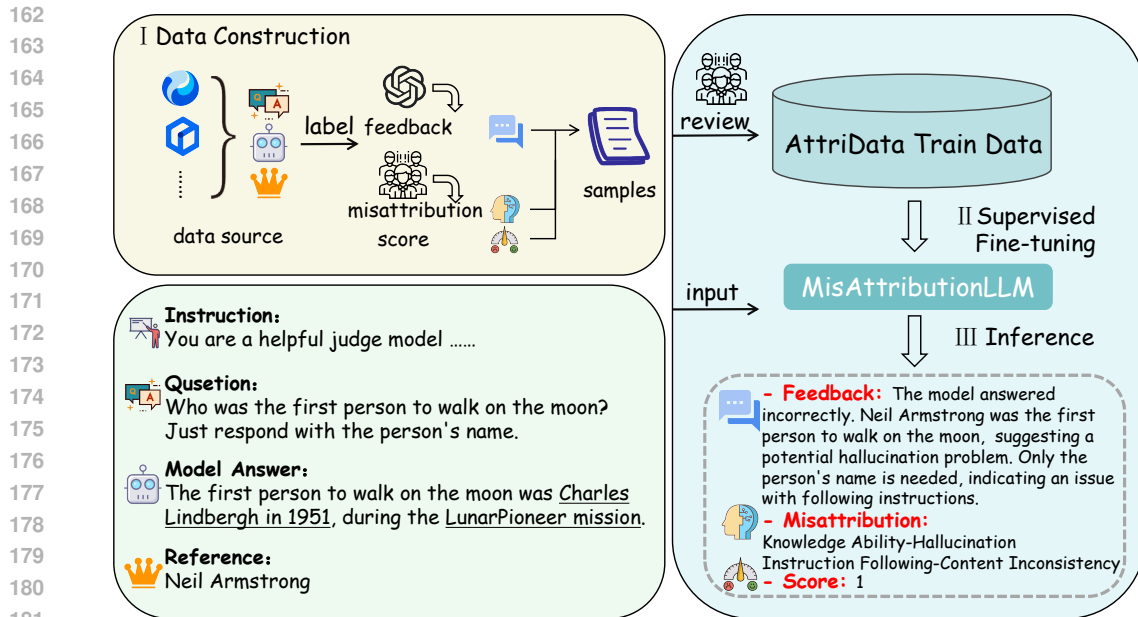 162
163
164
165
166
167
168
169
170
171
172
173
174
175
176
177
178
179
180
I Data Construction
label
feedback
misattribution
score
data source
samples
Instruction:
You are a helpful judge model ......
Qusetion:
Who was the first person to walk on the moon?
Just respond with the person's name.
Model Answer:
The first person to walk on the moon was Charles
Lindbergh in 1951, during the LunarPioneer mission.
Reference:
Neil Armstrong
review
input
AttriData Train Data
II Supervised
Fine-tuning
MisAttributionLLM
III Inference
- Feedback: The model answered
incorrectly. Neil Armstrong was the first
person to walk on the moon, suggesting a
potential hallucination problem. Only the
person's name is needed, indicating an issue
with following instructions.
- Misattribution:
Knowledge Ability-Hallucination
Instruction Following-Content Inconsistency
- Score: 1